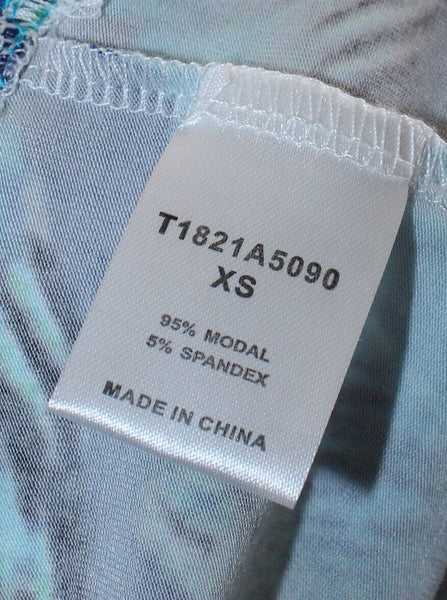 T1821A5090
XS
95% MODAL
5% SPANDEX
MADE IN CHINA